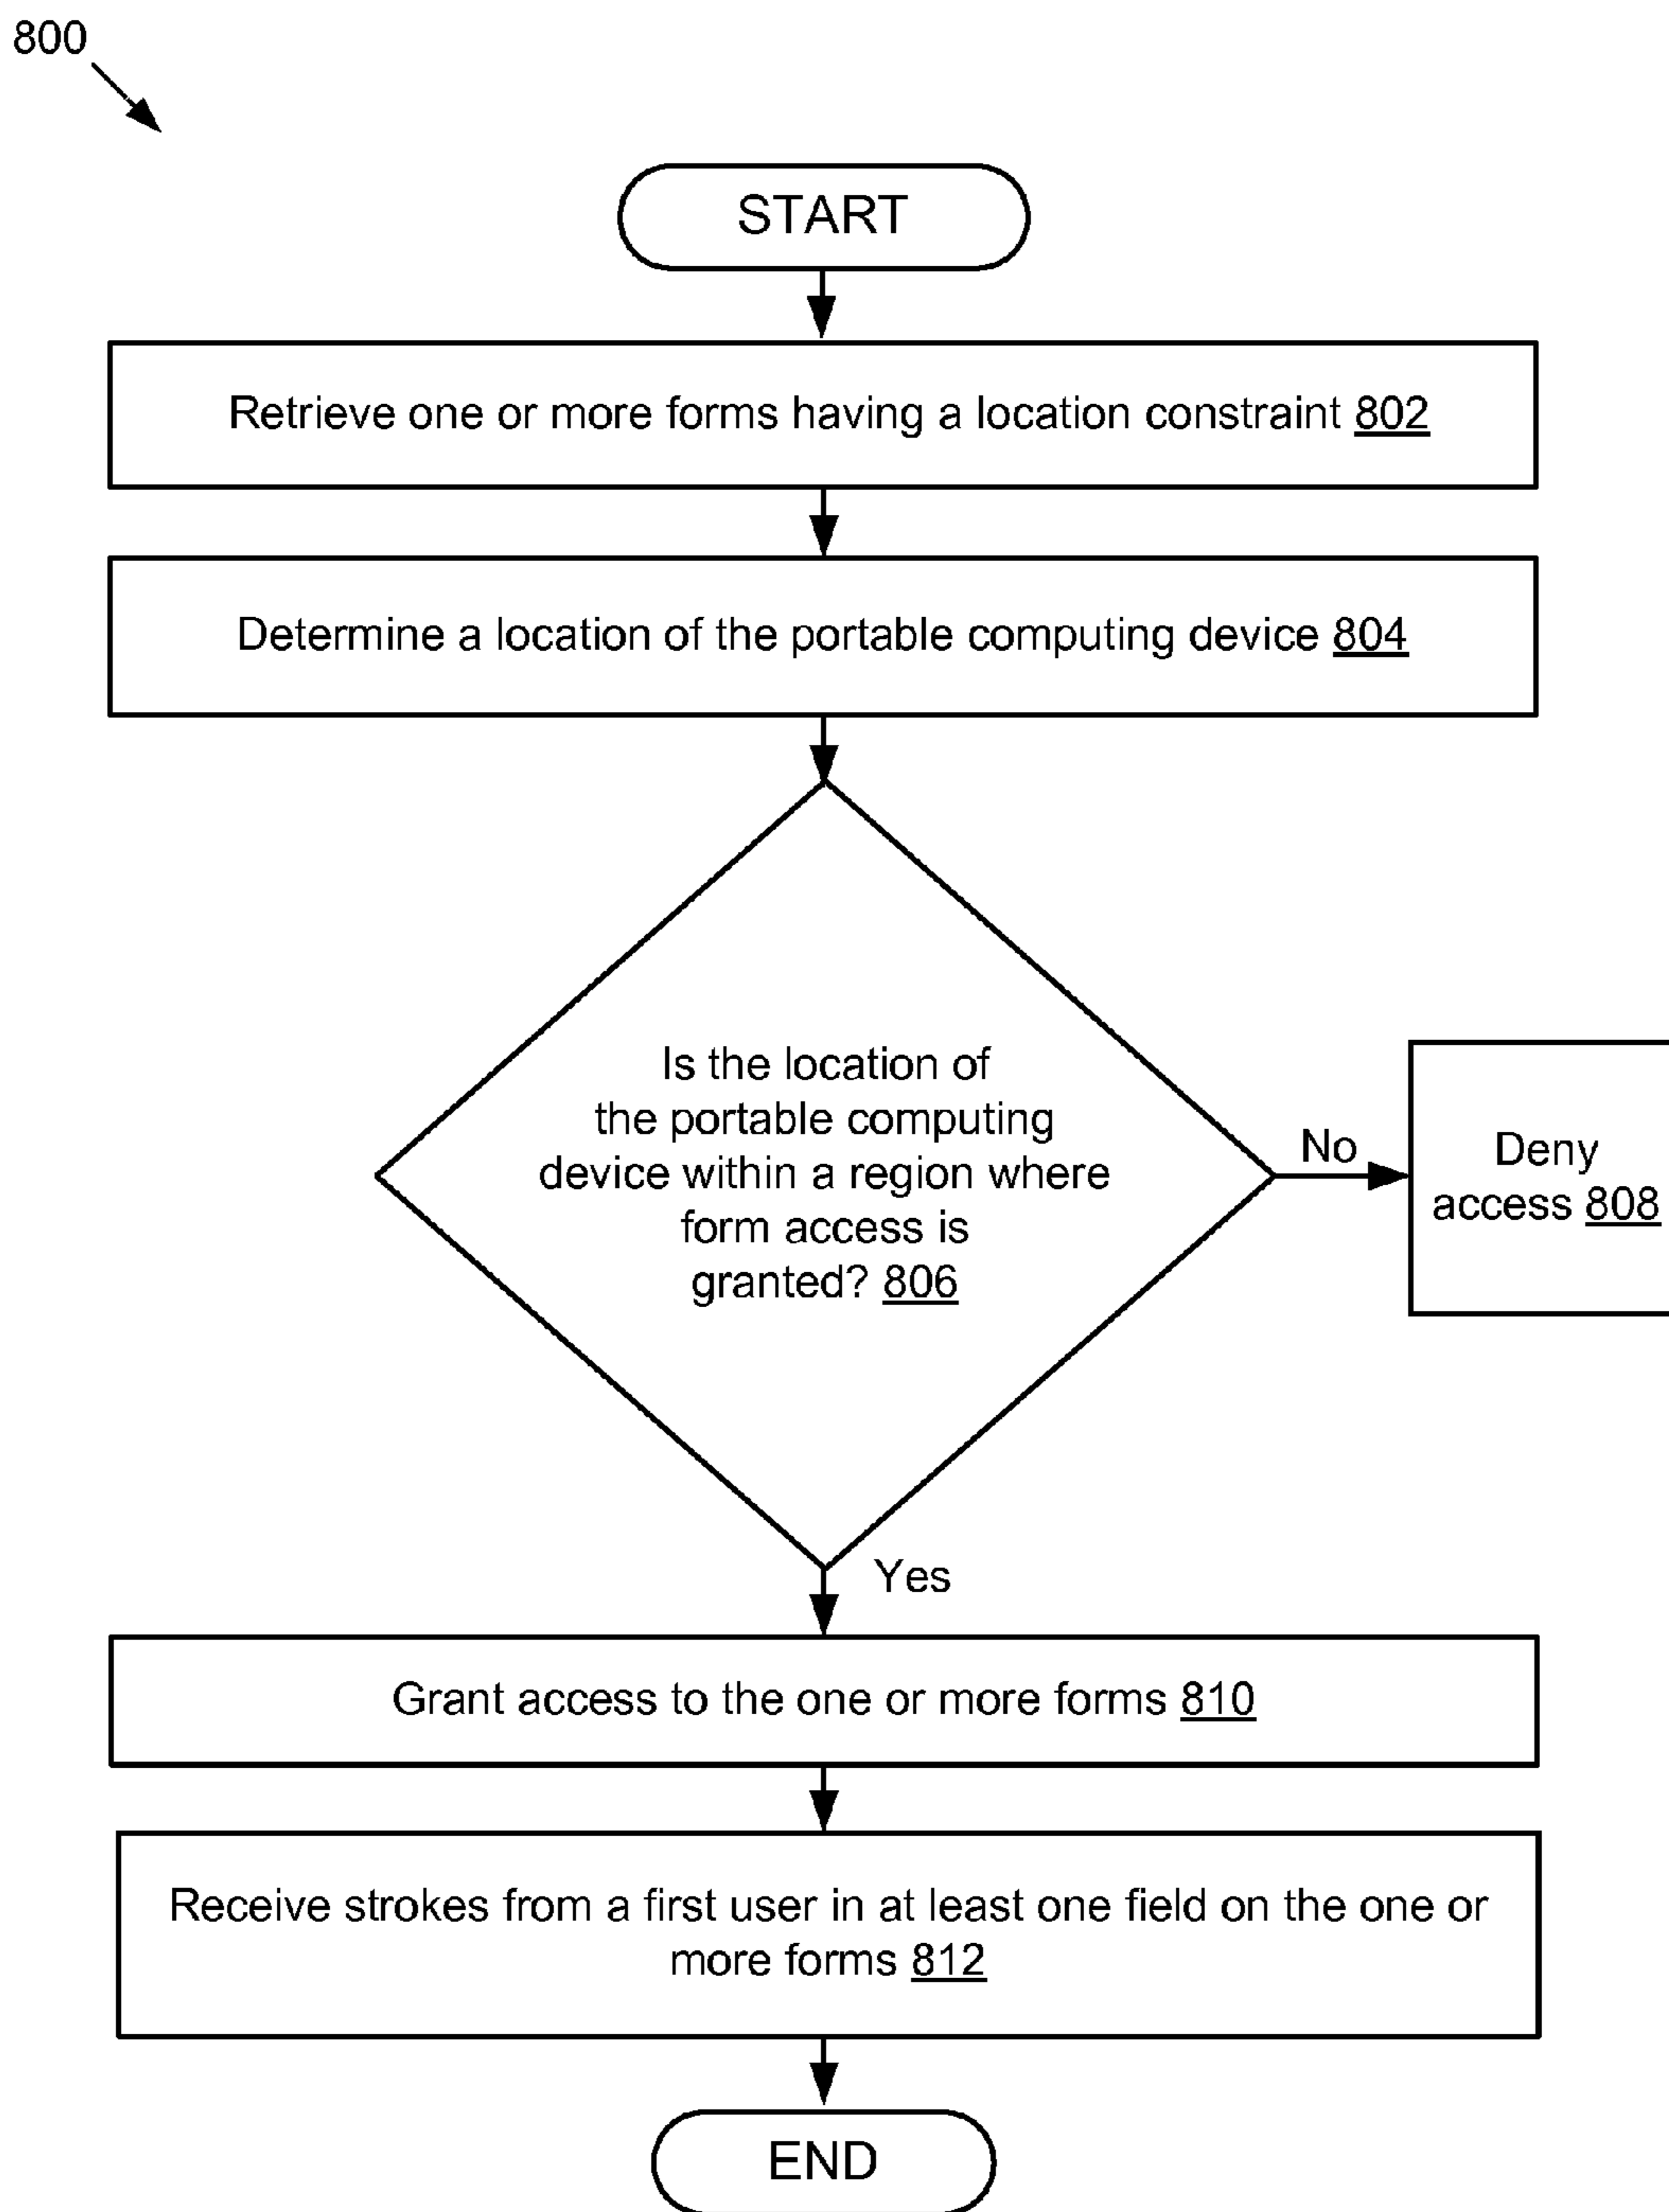 800
START
Retrieve one or more forms having a location constraint 802
Determine a location of the portable computing device 804
Is the location of
the portable computing
device within a region where
form access is
granted? 806
No
Deny
access 808
Yes
Grant access to the one or more forms 810
Receive strokes from a first user in at least one field on the one or
more forms 812
END